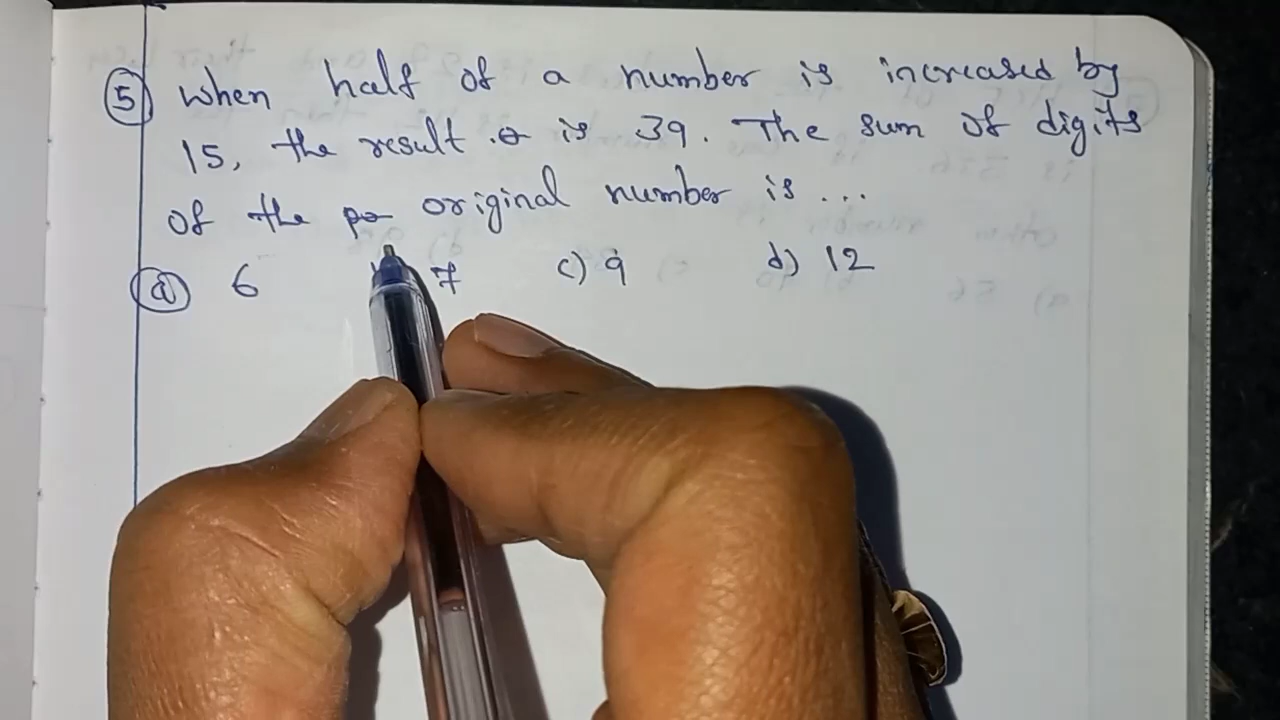 5 When half of a number is increased by
15, the result is 39. The sum of digits
of the original number is ...
a 6 7 c) 9 d) 12